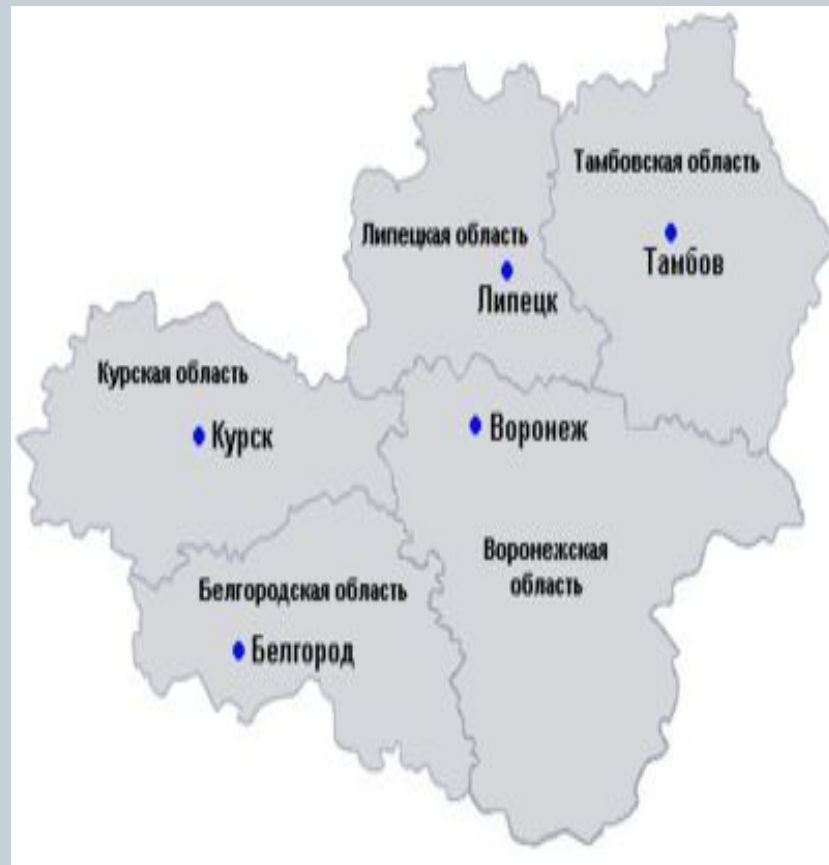 Тамбовская область
Тамбов
Липецкая область
Липецк
Курская область
Курск
Воронеж
Воронежская
область
Белгородская область
Белгород